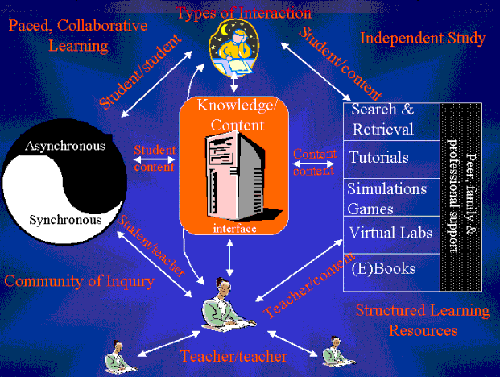 Types of Interaction
Paced, Collaborative
Learning
Independent Study
Student/student
Student/content
Knowledge/
Content
Search &
Retrieval
Tutorials
Simulations
Games
Virtual Labs
(E)Books
Peer, family &
professional support
Asynchronous
Synchronous
Student
content
Content
content
interface
Student/teacher
Teacher/content
Community of Inquiry
Structured Learning
Resources
Teacher/teacher